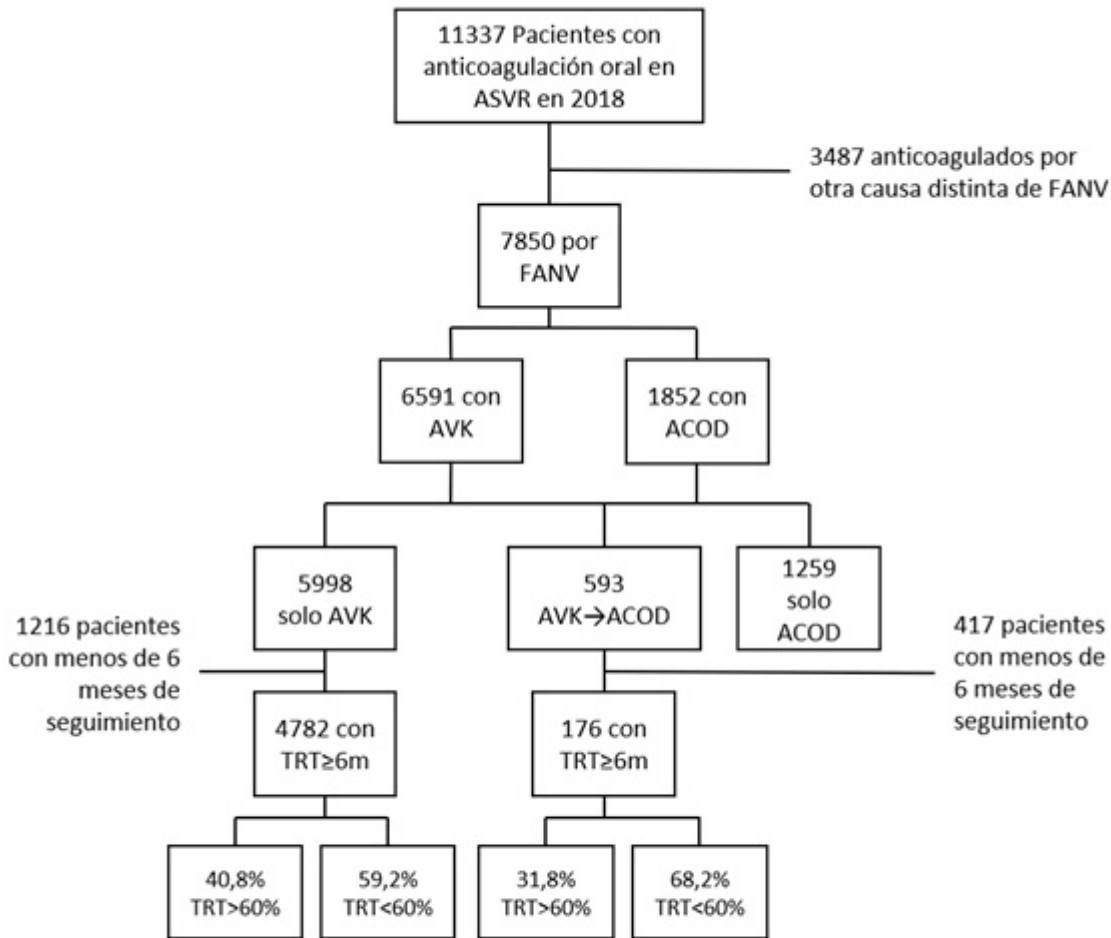 11337 Pacientes con
anticoagulación oral en
ASVR en 2018
3487 anticoagulados por
otra causa distinta de FANV
7850 por
FANV
6591 con
AVK
1852 con
ACOD
5998
solo AVK
593
AVK→ACOD
1259
solo
ACOD
1216 pacientes
con menos de 6
meses de
seguimiento
417 pacientes
con menos de
6 meses de
seguimiento
4782 con
TRT≥6m
176 con
TRT≥6m
40,8%
TRT>60%
59,2%
TRT<60%
31,8%
TRT>60%
68,2%
TRT<60%